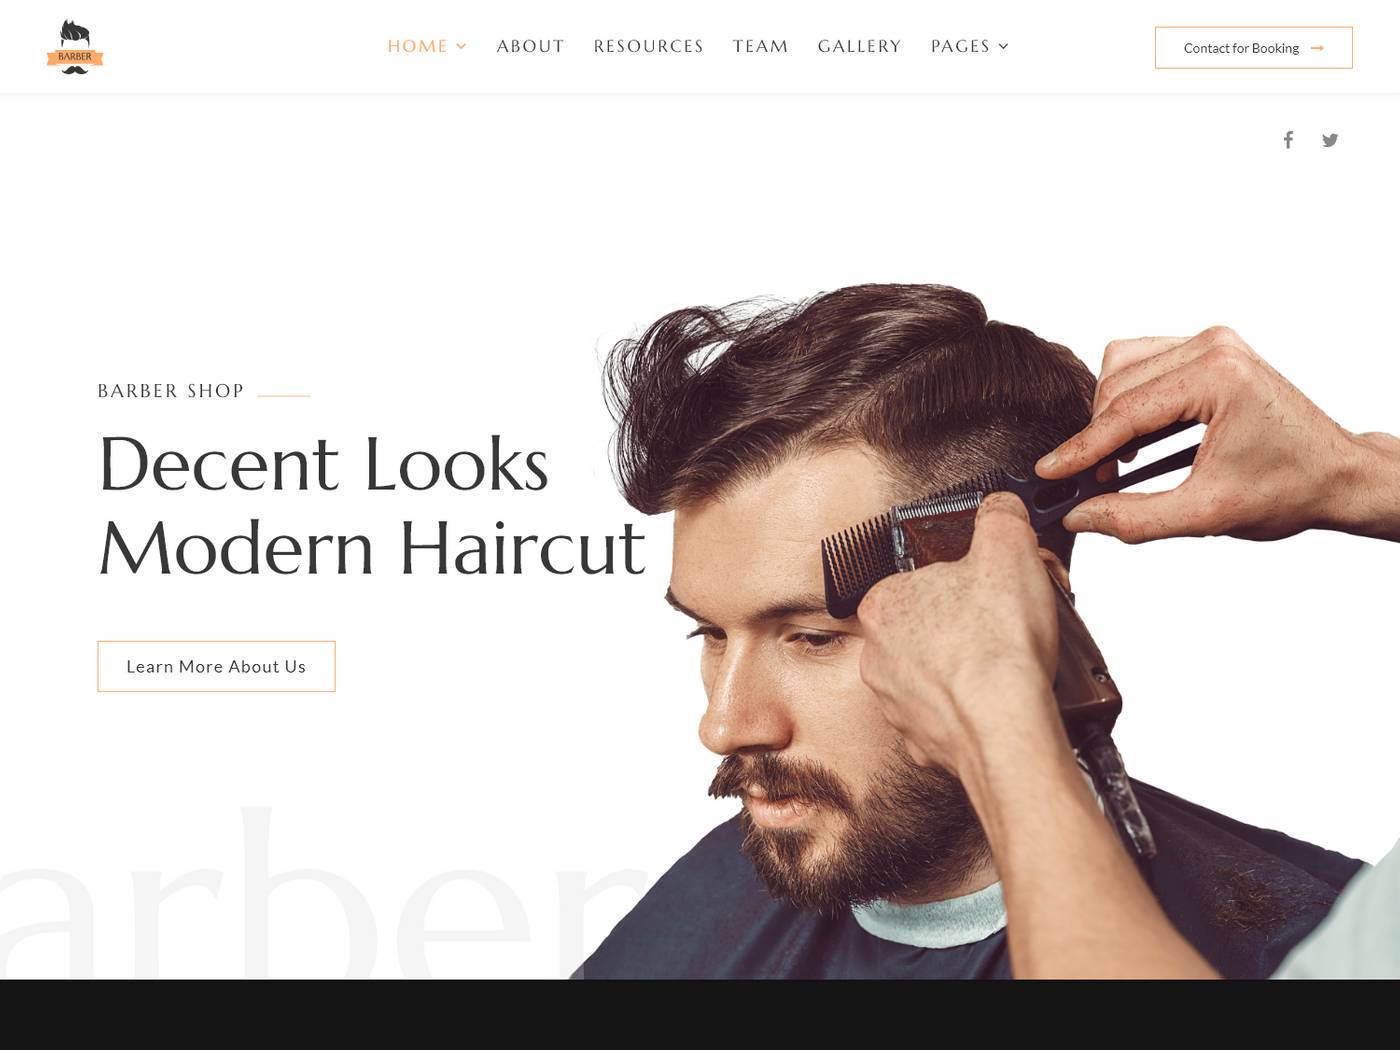 BARBER
HOME ABOUT RESOURCES TEAM GALLERY PAGES
Contact for Booking
BARBER SHOP
Decent Looks
Modern Haircut
Learn More About Us
arber